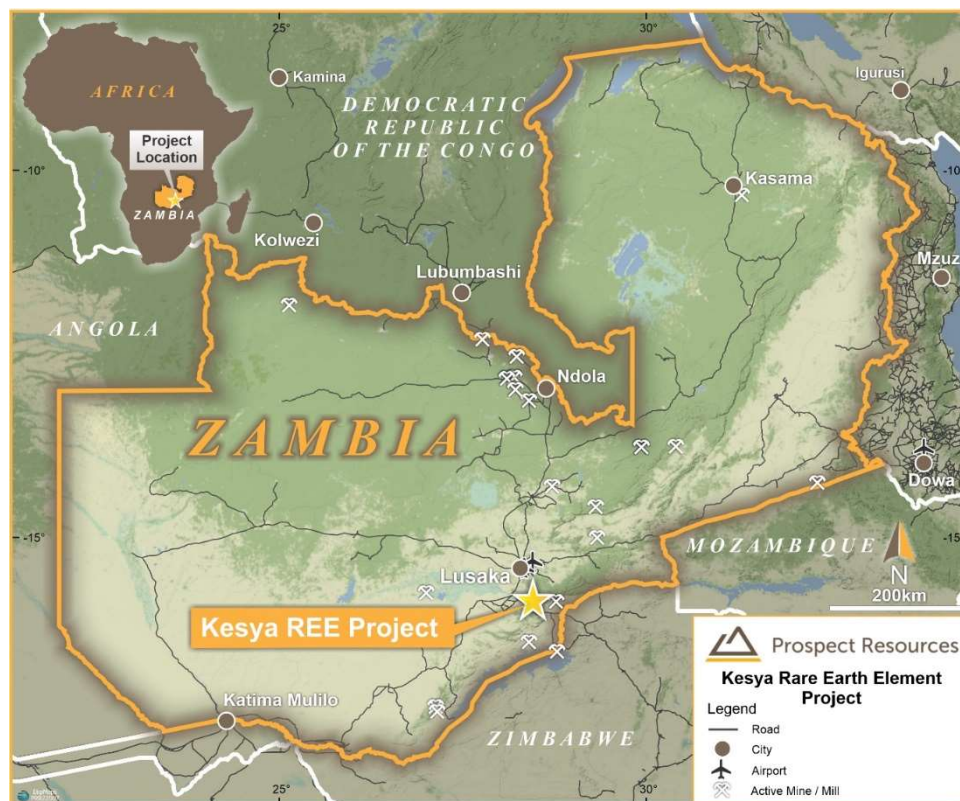 25°
30°
Kamina
Igurusi
AFRICA
DEMOCRATIC
REPUBLIC
OF THE CONGO
Project
Location
-10°
-10°
Kasama
ZAMBIA
Kolwezi
Mzuz
Lubumbashi
ANGOLA
Ndola
ZAMBIA
Dowa
-15°
-15°
MOZAMBIQUE
Lusaka
N
200km
Kesya REE Project
Prospect Resources
Kesya Rare Earth Element
Project
Legend
Road
City
Airport
Active Mine / Mill
Katima Mulilo
ZIMBABWE
25°
30°